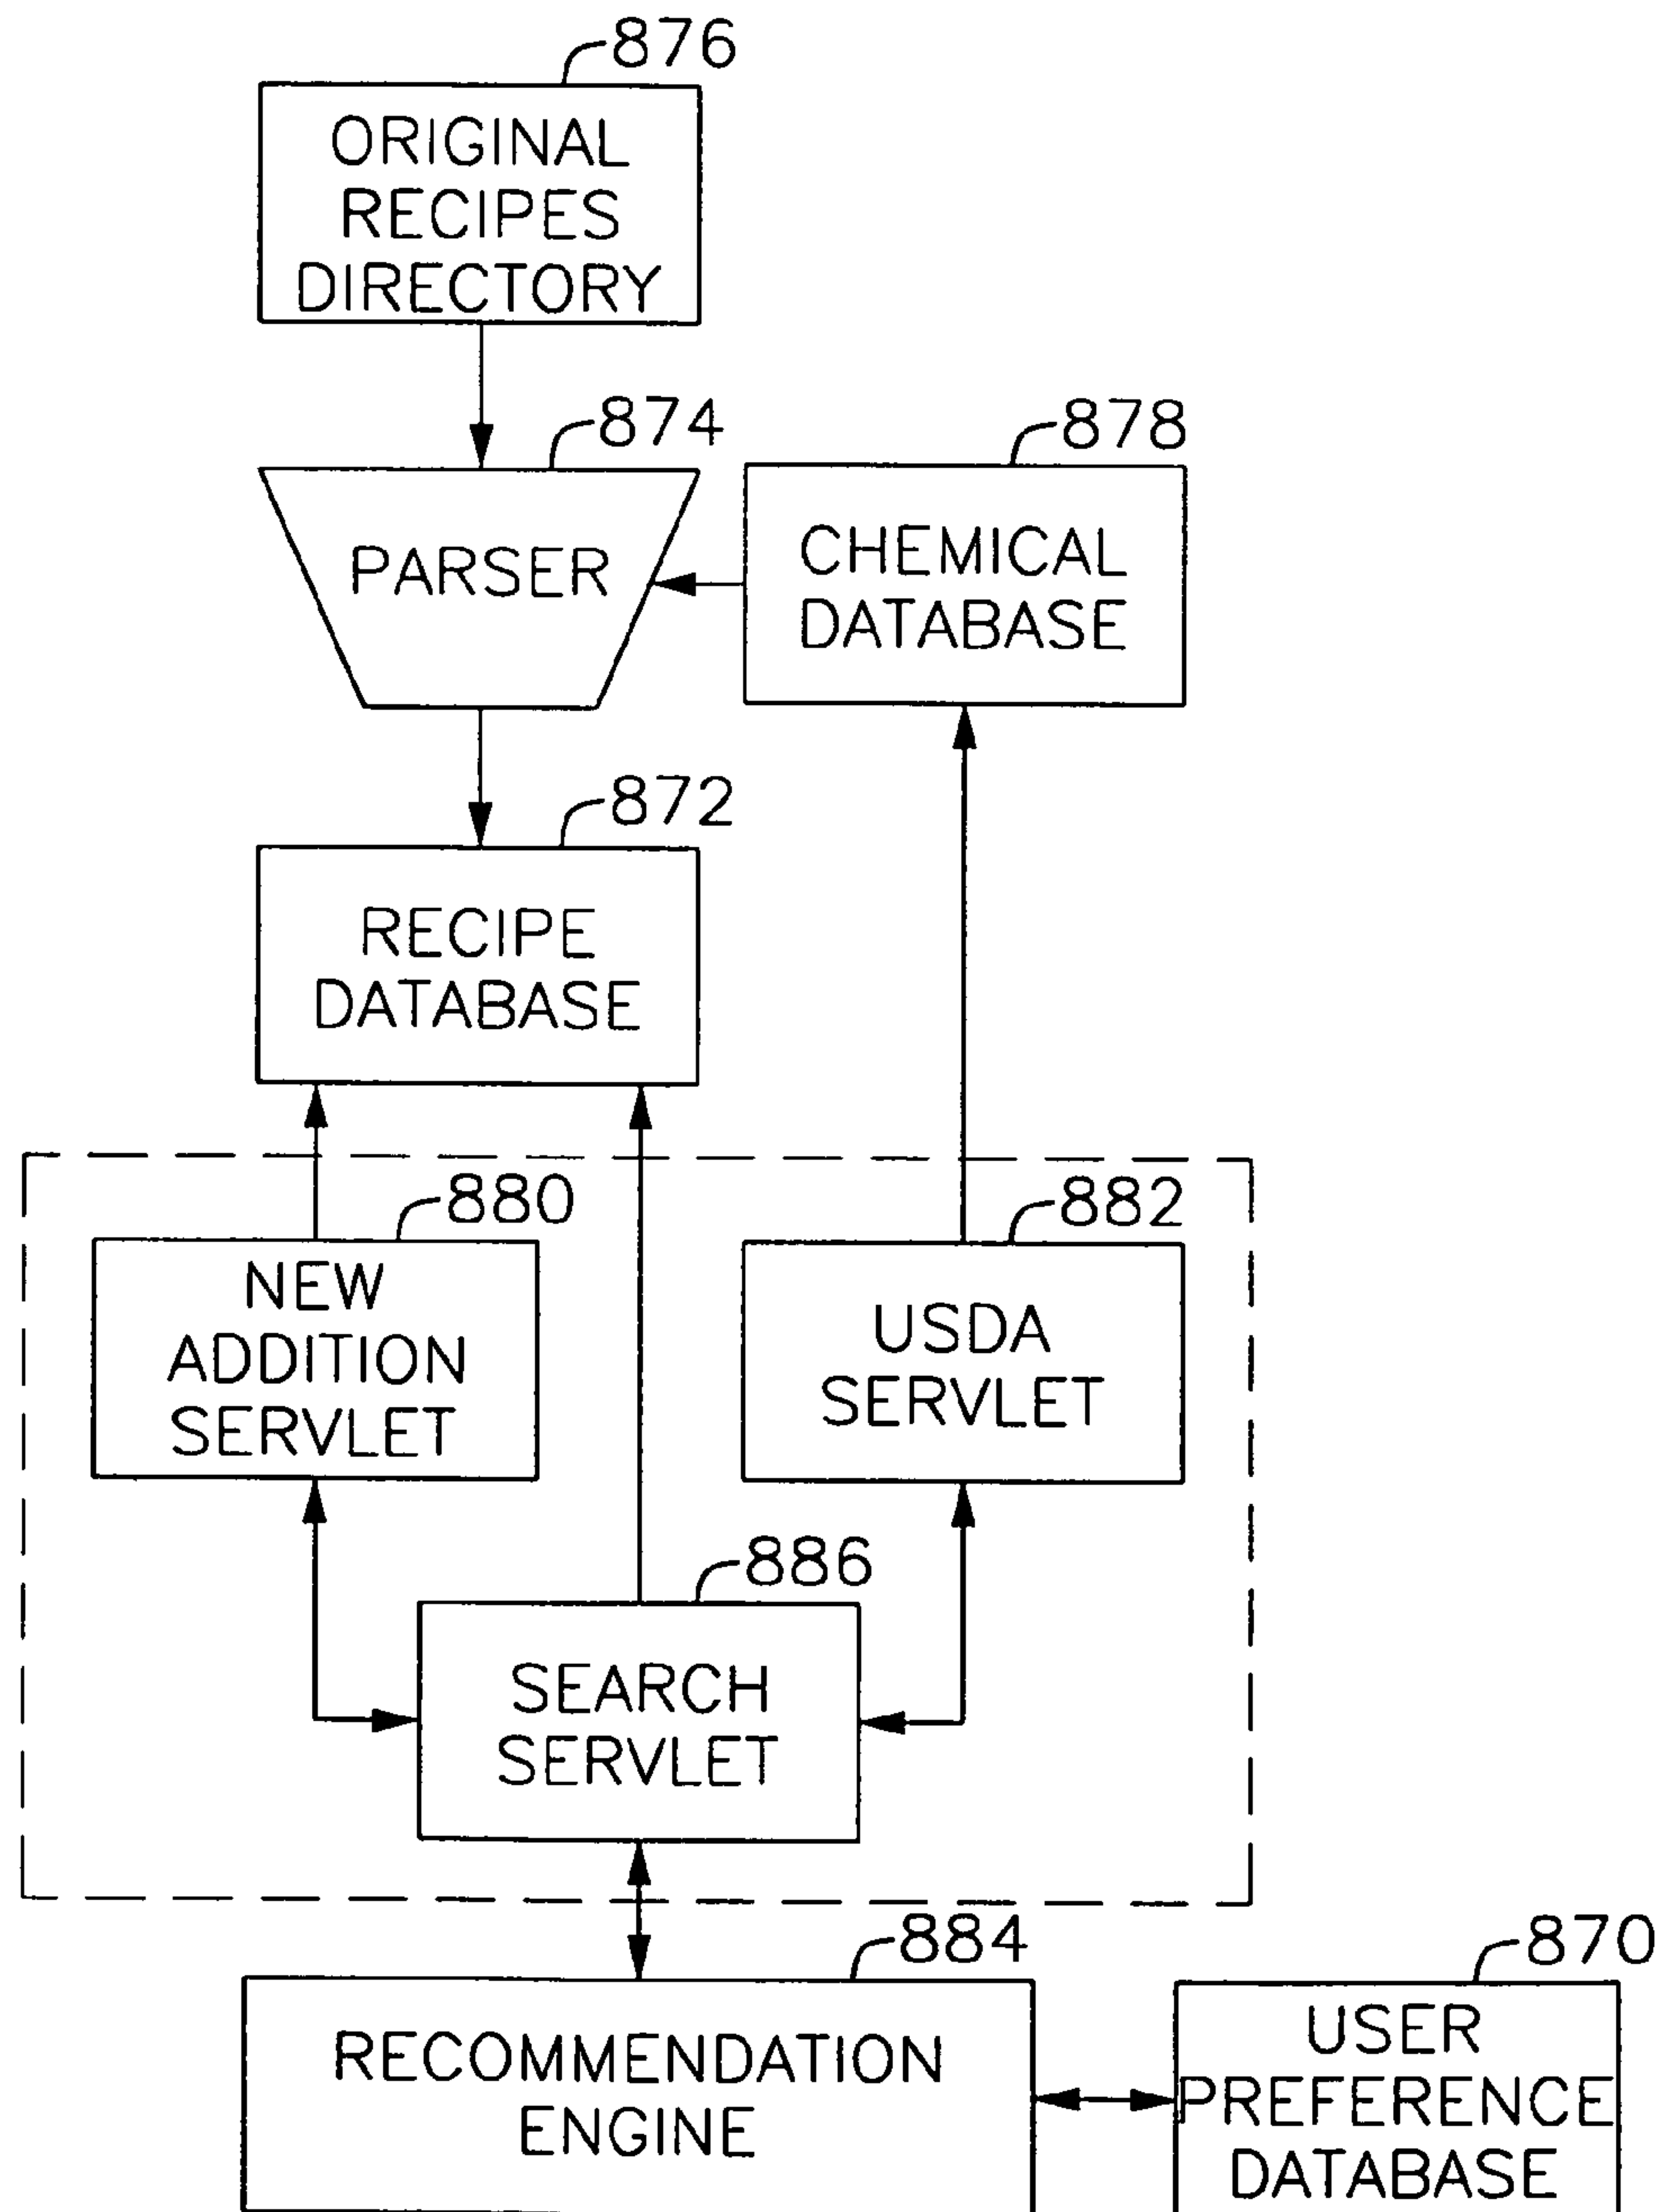 876
ORIGINAL
RECIPES
DIRECTORY
874
PARSER
878
CHEMICAL
DATABASE
872
RECIPE
DATABASE
880
NEW
ADDITION
SERVLET
882
USDA
SERVLET
886
SEARCH
SERVLET
884
RECOMMENDATION
ENGINE
870
USER
PREFERENCE
DATABASE